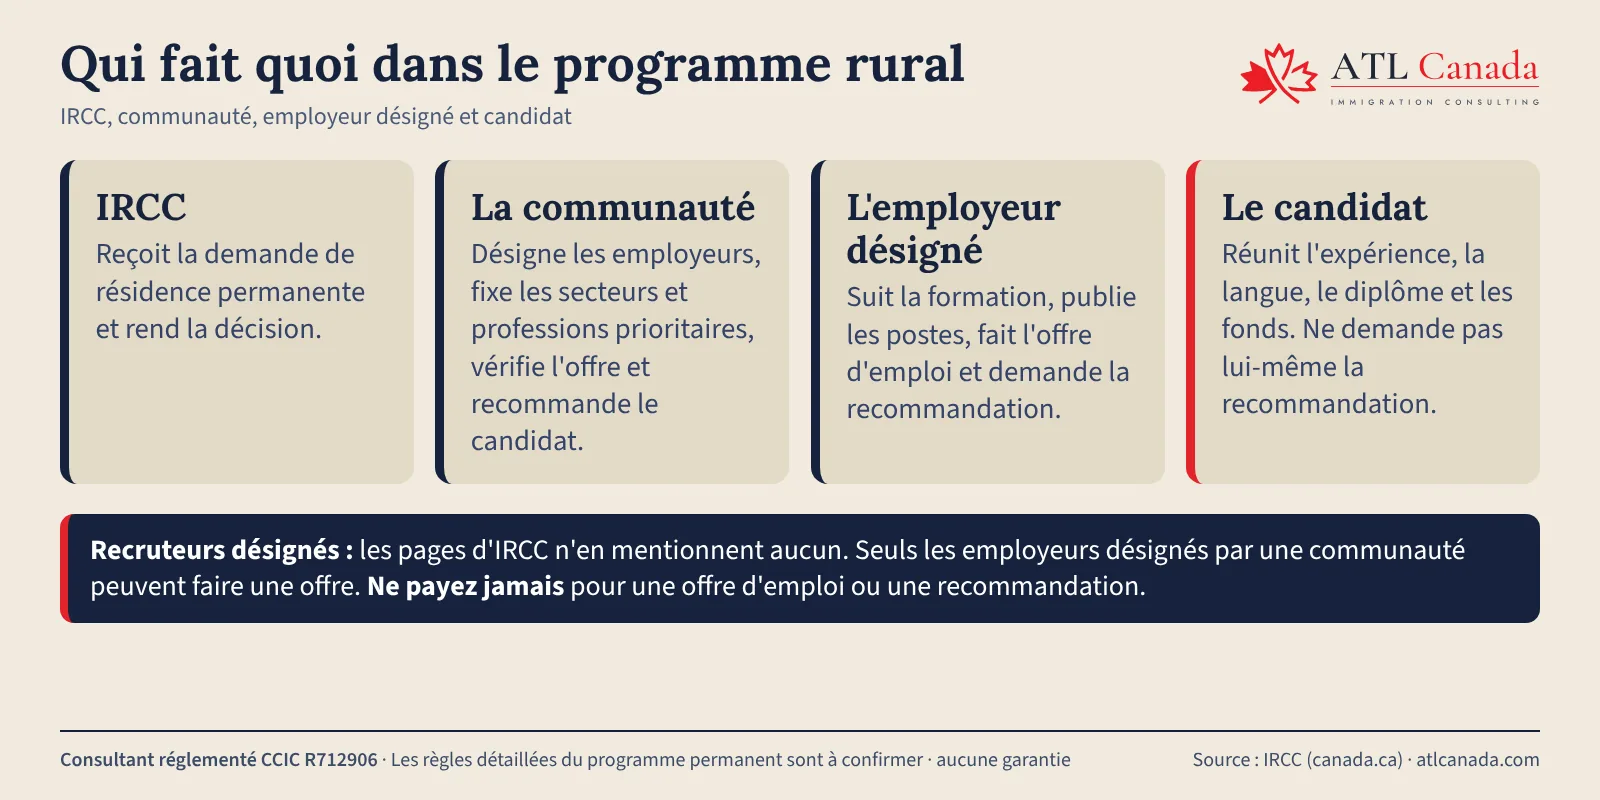 Qui fait quoi dans le programme rural
IRCC, communauté, employeur désigné et candidat
ATL Canada
IMMIGRATION CONSULTING
IRCC
Reçoit la demande de
résidence permanente
et rend la décision.
La communauté
Désigne les employeurs,
fixe les secteurs et
professions prioritaires,
vérifie l'offre et
recommande le
candidat.
L'employeur
désigné
Suit la formation, publie
les postes, fait l'offre
d'emploi et demande la
recommandation.
Le candidat
Réunit l'expérience, la
langue, le diplôme et les
fonds. Ne demande pas
lui-même la
recommandation.
Recruteurs désignés : les pages d'IRCC n'en mentionnent aucun. Seuls les employeurs désignés par une communauté
peuvent faire une offre. Ne payez jamais pour une offre d'emploi ou une recommandation.
Consultant réglementé CCIC R712906 · Les règles détaillées du programme permanent sont à confirmer · aucune garantie
Source : IRCC (canada.ca) · atlcanada.com